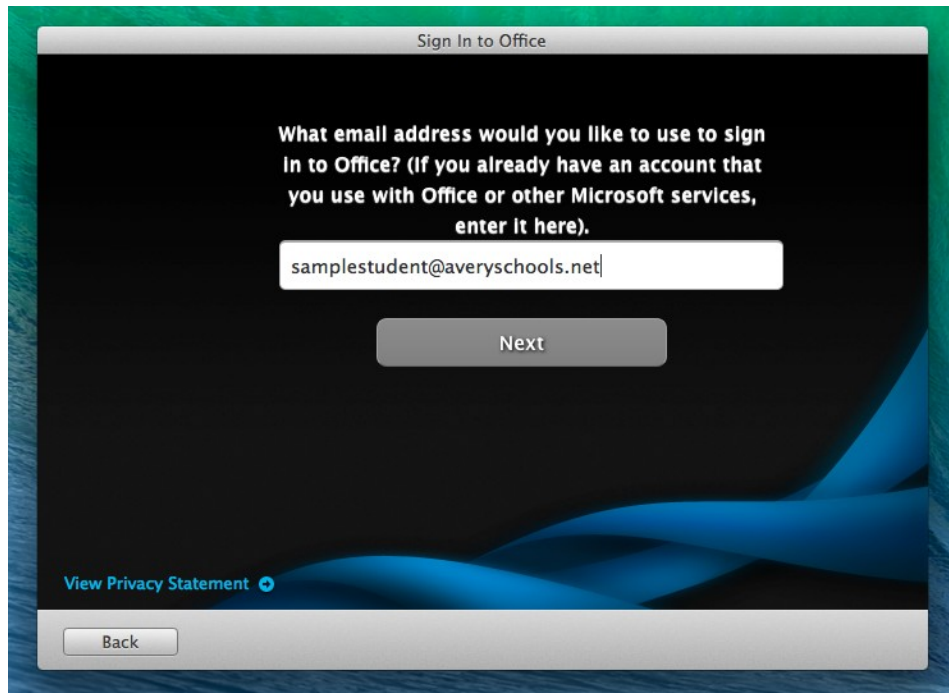 Sign In to Office
What email address would you like to use to sign
in to Office? (If you already have an account that
you use with Office or other Microsoft services,
enter it here).
samplestudent@averyschools.net
Next
View Privacy Statement
Back